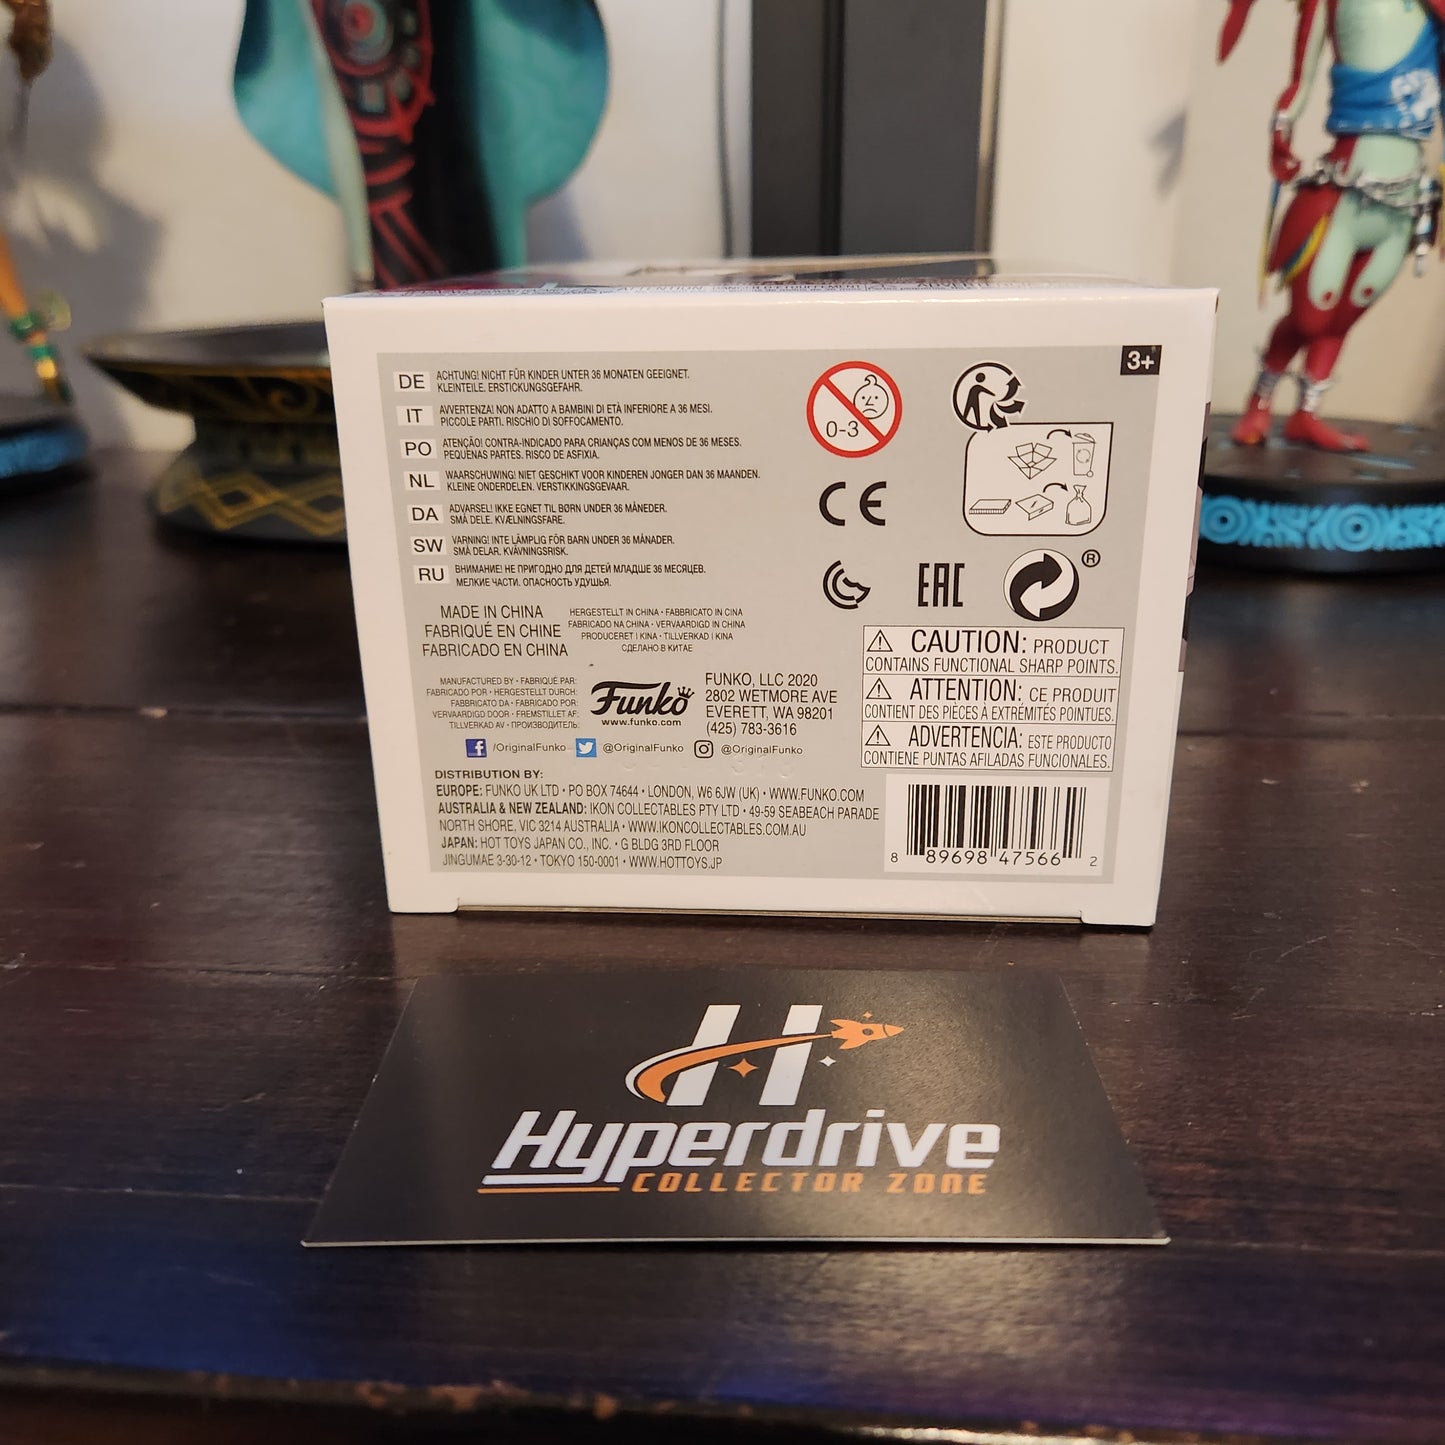 3+
DE ACHTUNG! NICHT FÜR KINDER UNTER 36 MONATEN GEEIGNET.
KLEINTEILE. ERSTICKUNGSGEFAHR.
IT AVVERTENZA! NON ADATTO A BAMBINI DI ETÀ INFERIORE A 36 MESI.
PICCOLE PARTI. RISCHIO DI SOFFOCAMENTO.
PO ATENÇÃO! CONTRA-INDICADO PARA CRIANÇAS COM MENOS DE 36 MESES.
PEQUENAS PARTES. RISCO DE ASFIXIA.
NL WAARSCHUWING! NIET GESCHIKT VOOR KINDEREN JONGER DAN 36 MAANDEN.
KLEINE ONDERDELEN. VERSTIKKINGSGEVAAR.
DA ADVARSEL! IKKE EGNET TIL BØRN UNDER 36 MÅNEDER.
SMÅ DELE. KVÆLNINGSFARE.
SW VARNING! INTE LÄMPLIG FÖR BARN UNDER 36 MÅNADER.
SMÅ DELAR. KVÄVNINGSRISK.
RU ВНИМАНИЕ! НЕ ПРИГОДНО ДЛЯ ДЕТЕЙ МЛАДШЕ 36 МЕСЯЦЕВ.
МЕЛКИЕ ЧАСТИ. ОПАСНОСТЬ УДУШЬЯ.
0-3
CE
EAC
®
MADE IN CHINA
FABRIQUÉ EN CHINE
FABRICADO EN CHINA
HERGESTELLT IN CHINA • FABBRICATO IN CINA
FABRICADO NA CHINA • VERVAARDIGD IN CHINA
PRODUCERET I KINA • TILLVERKAD I KINA
СДЕЛАНО В КИТАЕ
MANUFACTURED BY • FABRIQUÉ PAR:
FABRICADO POR • HERGESTELLT DURCH:
FABRICATO DA • FABRICADO POR:
VERVAARDIGD DOOR • FREMSTILLET AF:
TILLVERKAD AV • ПРОИЗВОДИТЕЛЬ:
Funko
www.funko.com
FUNKO, LLC 2020
2802 WETMORE AVE
EVERETT, WA 98201
(425) 783-3616
/OriginalFunko @OriginalFunko @OriginalFunko
CAUTION: PRODUCT
CONTAINS FUNCTIONAL SHARP POINTS.
ATTENTION: CE PRODUIT
CONTIENT DES PIÈCES À EXTRÉMITÉS POINTUES.
ADVERTENCIA: ESTE PRODUCTO
CONTIENE PUNTAS AFILADAS FUNCIONALES.
DISTRIBUTION BY:
EUROPE: FUNKO UK LTD • PO BOX 74644 • LONDON, W6 6JW (UK) • WWW.FUNKO.COM
AUSTRALIA & NEW ZEALAND: IKON COLLECTABLES PTY LTD • 49-59 SEABEACH PARADE
NORTH SHORE, VIC 3214 AUSTRALIA • WWW.IKONCOLLECTABLES.COM.AU
JAPAN: HOT TOYS JAPAN CO., INC. • G BLDG 3RD FLOOR
JINGUMAE 3-30-12 • TOKYO 150-0001 • WWW.HOTTOYS.JP
8 89698 47566 2
H
Hyperdrive
COLLECTOR ZONE